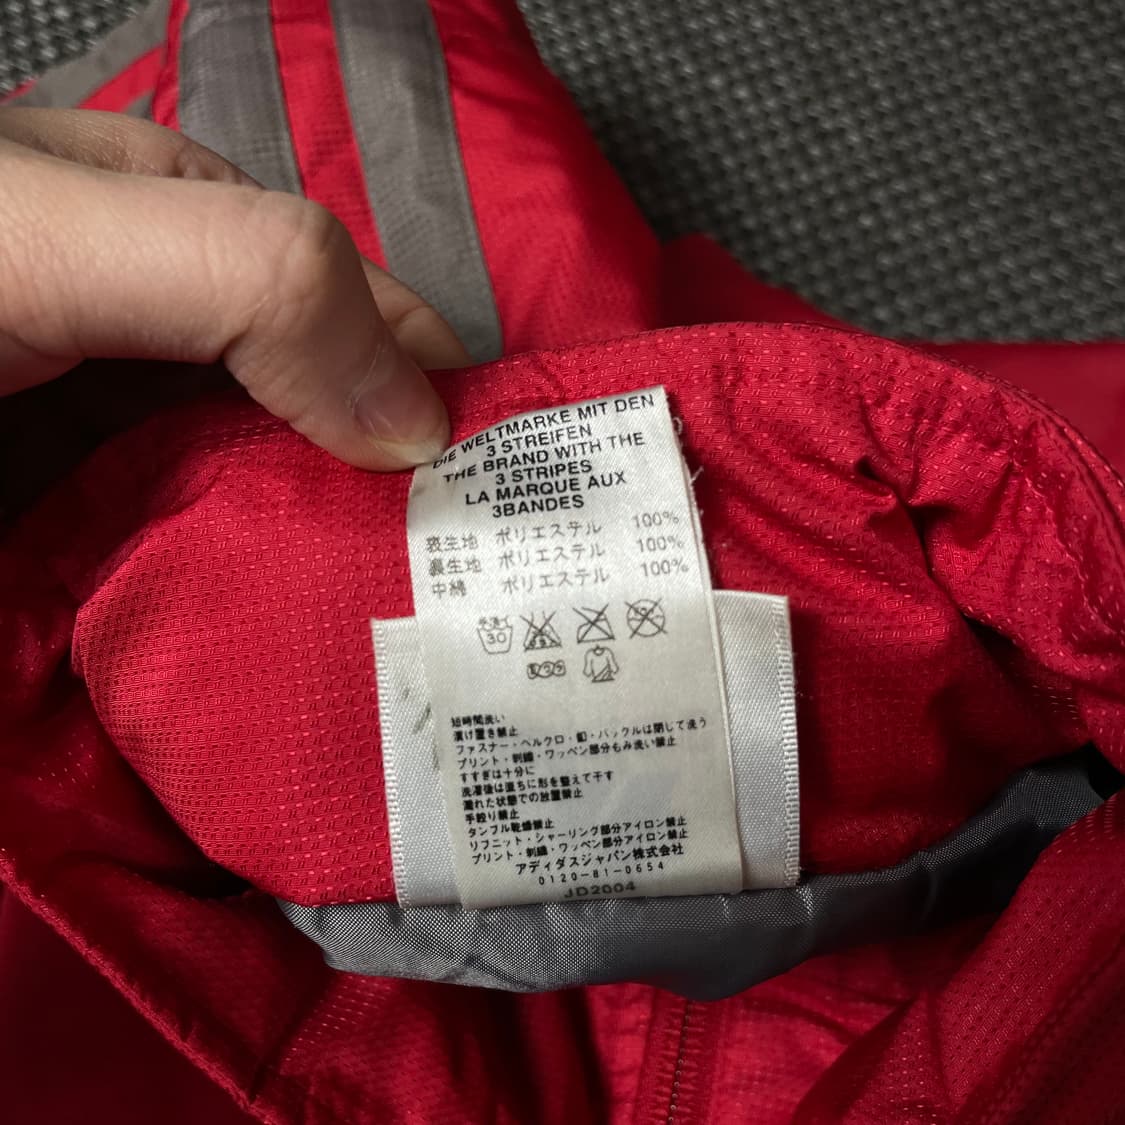 DIE WELTMARKE MIT DEN
3 STREIFEN
THE BRAND WITH THE
3 STRIPES
LA MARQUE AUX
3BANDES
表生地 ポリエステル 100%
裏生地 ポリエステル 100%
中綿 ポリエステル 100%
手洗イ
30
短時間洗い
漬け置き禁止
ファスナー・ベルクロ・釦・バックルは閉じて洗う
プリント・刺繍・ワッペン部分もみ洗い禁止
すすぎは十分に
洗濯後は直ちに形を整えて干す
濡れた状態での放置禁止
手絞り禁止
タンブル乾燥禁止
リブニット・シャーリング部分アイロン禁止
プリント・刺繍・ワッペン部分アイロン禁止
アディダスジャパン株式会社
0120-81-0654
JD2004